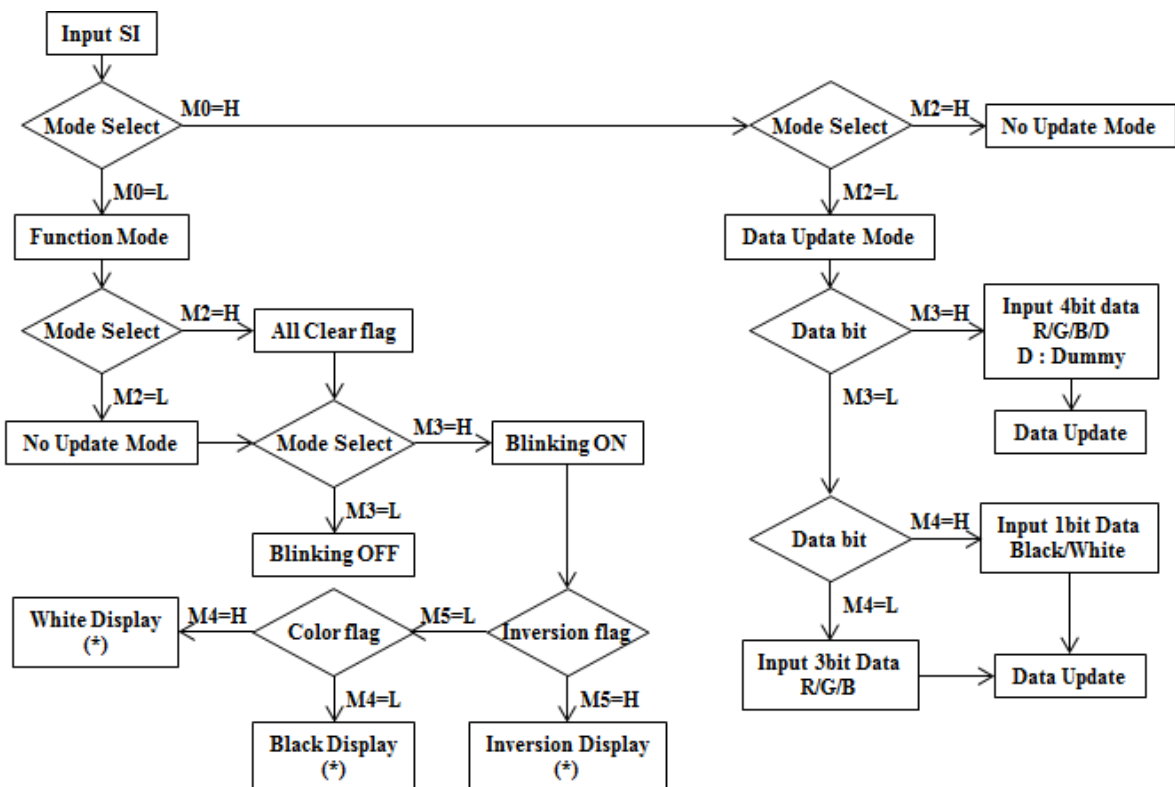 Input SI
Mode Select
M0=H
Mode Select
M2=H
No Update Mode
M0=L
M2=L
Function Mode
Data Update Mode
Mode Select
M2=H
All Clear flag
Data bit
M3=H
Input 4bit data
R/G/B/D
D : Dummy
M2=L
M3=L
No Update Mode
Mode Select
M3=H
Blinking ON
Data Update
M3=L
Blinking OFF
Data bit
M4=H
Input 1bit Data
Black/White
White Display
(*)
M4=H
Color flag
M5=L
Inversion flag
M4=L
Input 3bit Data
R/G/B
Data Update
M4=L
M5=H
Black Display
(*)
Inversion Display
(*)